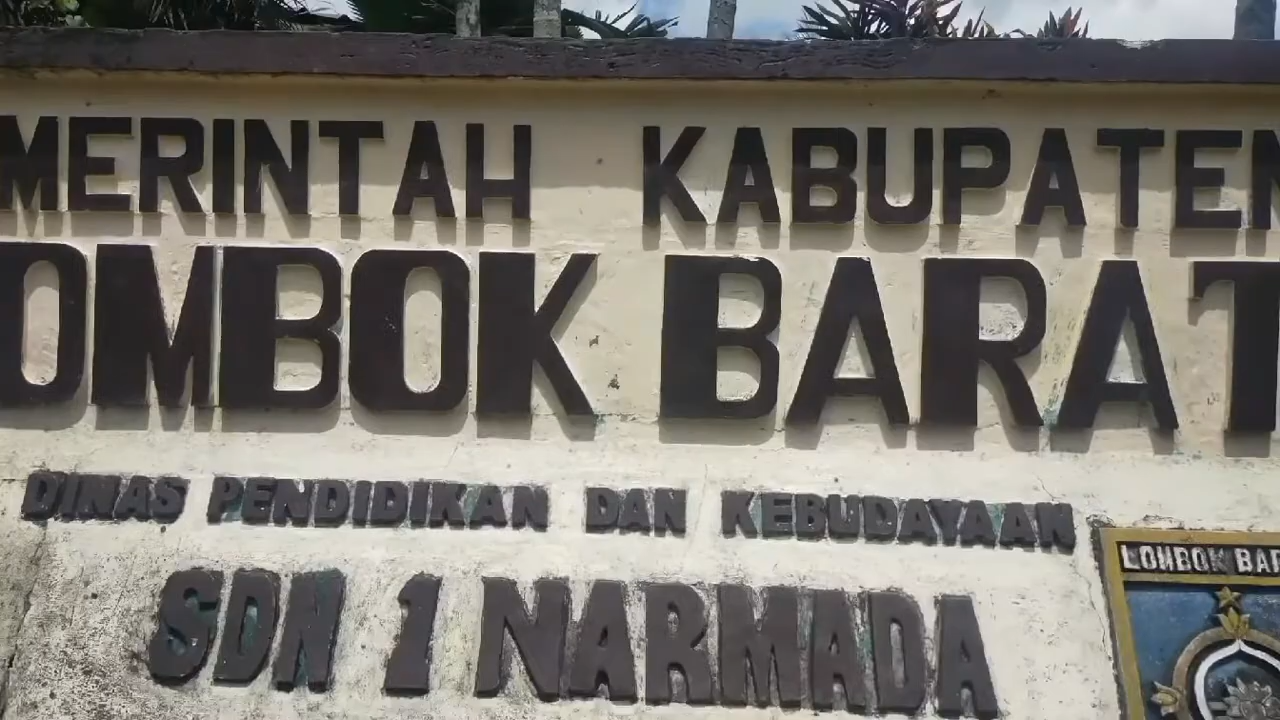 MERINTAH KABUPATEN
OMBOK BARAT
DINAS PENDIDIKAN DAN KEBUDAYAAN
LOMBOK BAR
SDN 1 NARMADA